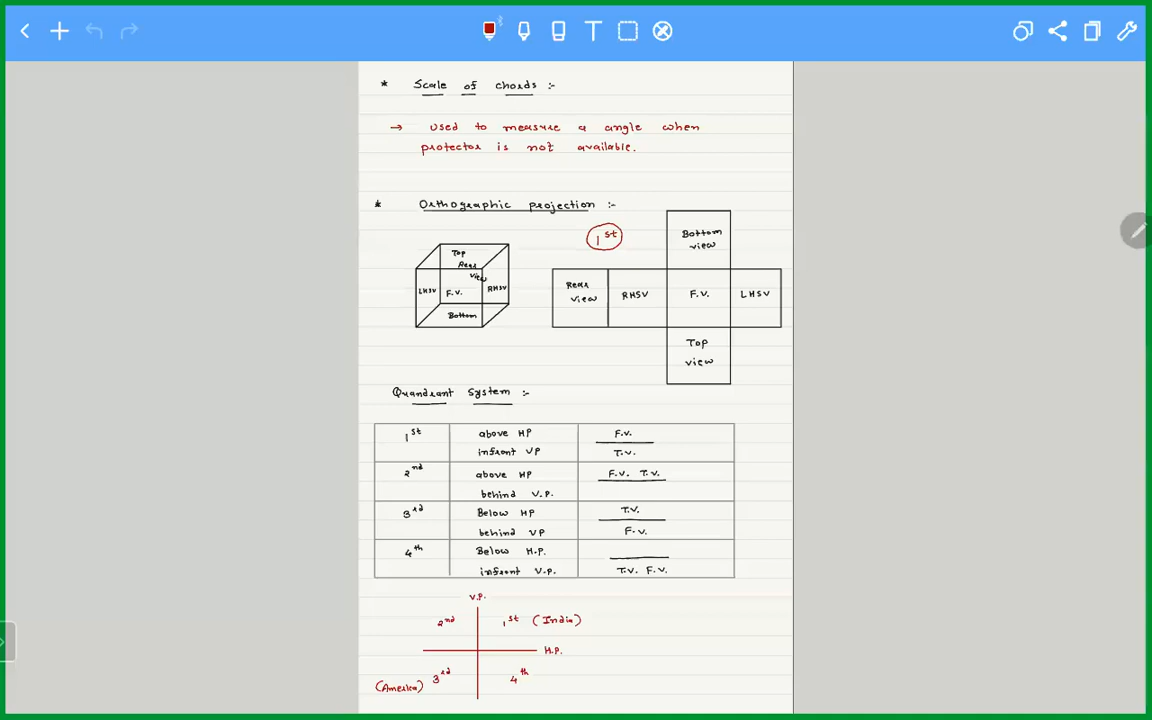 * Scale of chords :-
→ used to measure a angle when
protector is not available.
* Orthographic projection :-
1st
Bottom
view
Top
Rear
view
LHSV
F.V.
RHSV
Bottom
Rear
view
RHSV
F.V.
LHSV
Top
view
Quandrant System :-
1st above HP F.V.
infront VP T.V.
2nd above HP F.V. T.V.
behind V.P.
3rd Below HP T.V.
behind VP F.V.
4th Below H.P.
infront V.P. T.V. F.V.
V.P.
2nd 1st (India)
H.P.
(America) 3rd 4th